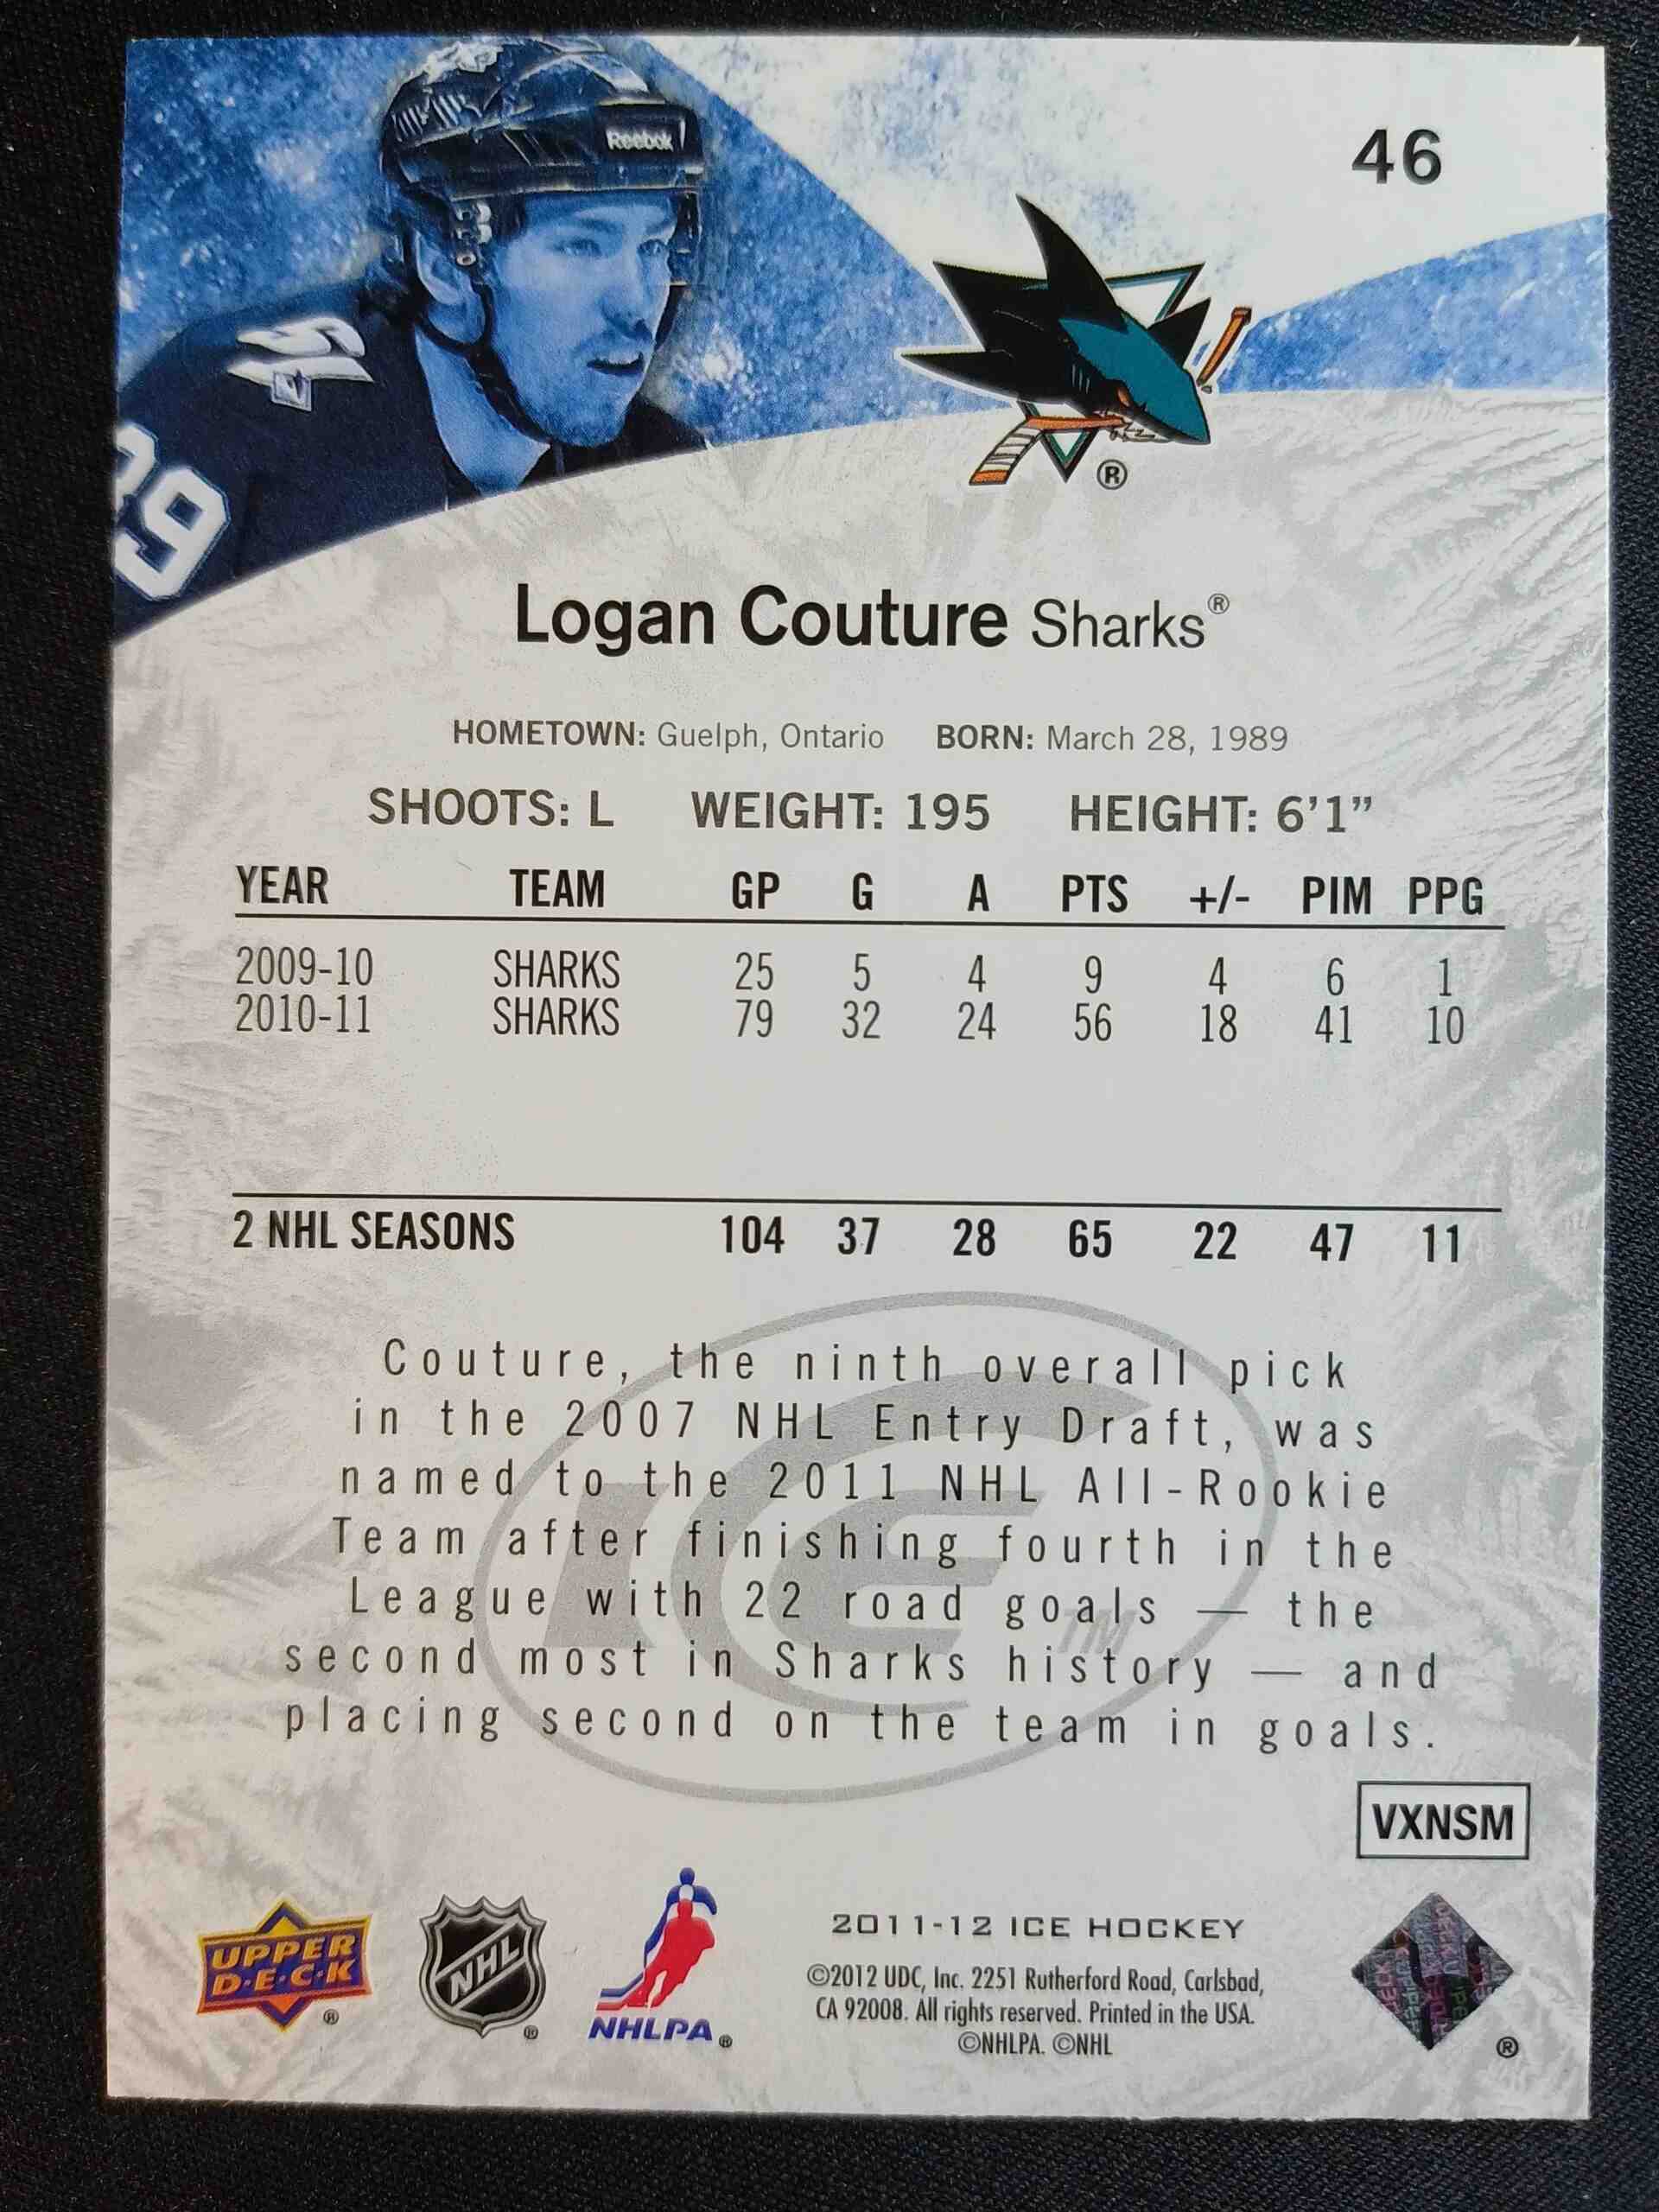 Reebok
46
39
®
Logan Couture Sharks®
HOMETOWN: Guelph, Ontario BORN: March 28, 1989
SHOOTS: L WEIGHT: 195 HEIGHT: 6'1”
YEAR TEAM GP G A PTS +/- PIM PPG
2009-10 SHARKS 25 5 4 9 4 6 1
2010-11 SHARKS 79 32 24 56 18 41 10
2 NHL SEASONS 104 37 28 65 22 47 11
Couture, the ninth overall pick
in the 2007 NHL Entry Draft, was
named to the 2011 NHL All-Rookie
Team after finishing fourth in the
League with 22 road goals — the
second most in Sharks history — and
placing second on the team in goals.
ICE TM
VXNSM
UPPER
D·E·C·K
®
NHL
®
NHLPA®
2011-12 ICE HOCKEY
©2012 UDC, Inc. 2251 Rutherford Road, Carlsbad,
CA 92008. All rights reserved. Printed in the USA.
©NHLPA. ©NHL
®